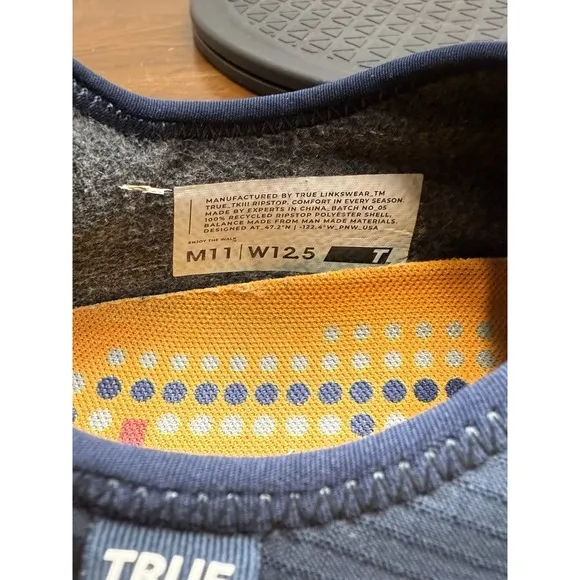 MANUFACTURED BY TRUE LINKSWEAR_TM
TRUE_TKIII RIPSTOP. COMFORT IN EVERY SEASON
MADE BY EXPERTS IN CHINA_BATCH NO_05
100% RECYCLED RIPSTOP POLYESTER SHELL,
BALANCE MADE FROM MAN MADE MATERIALS.
DESIGNED AT_47.2°N | -122.4°W_PNW_USA
ENJOY THE WALK
M11 | W12.5 T
TRUE